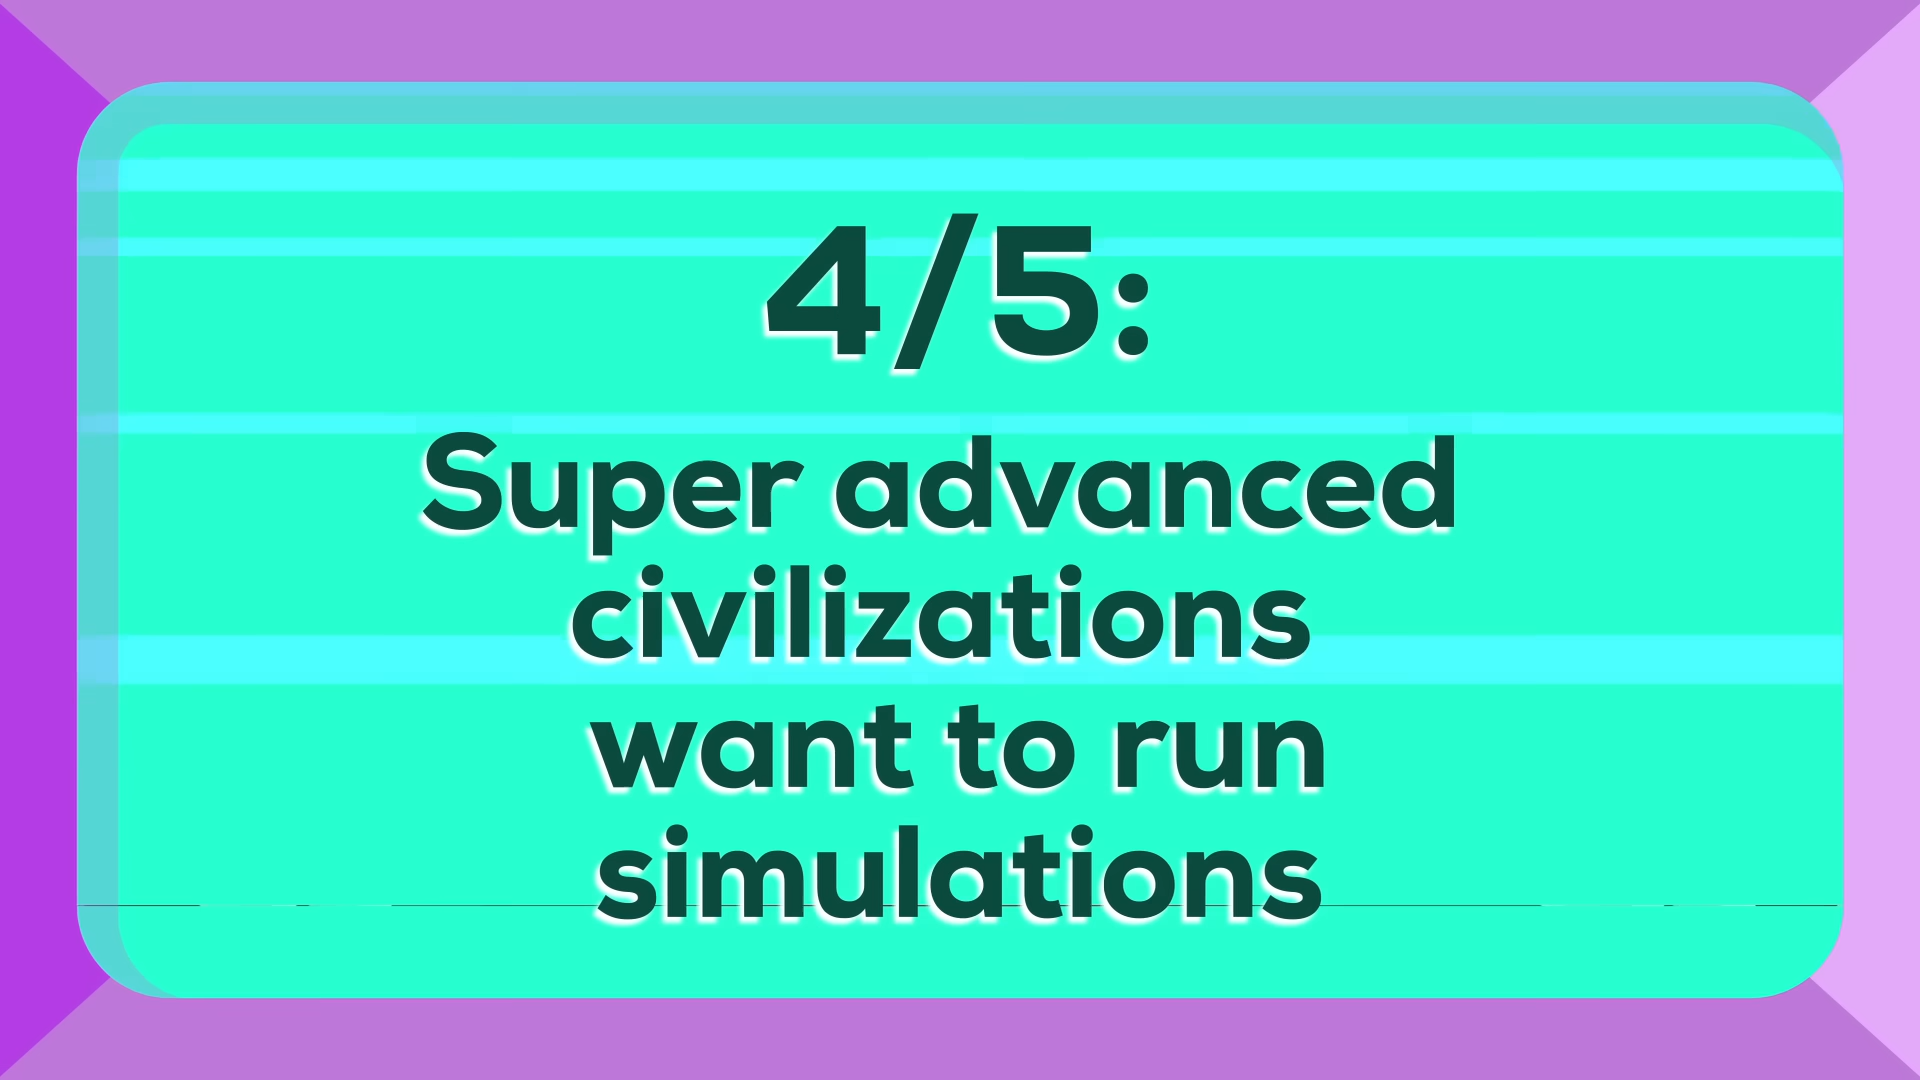 4/5:
Super advanced
civilizations
want to run
simulations